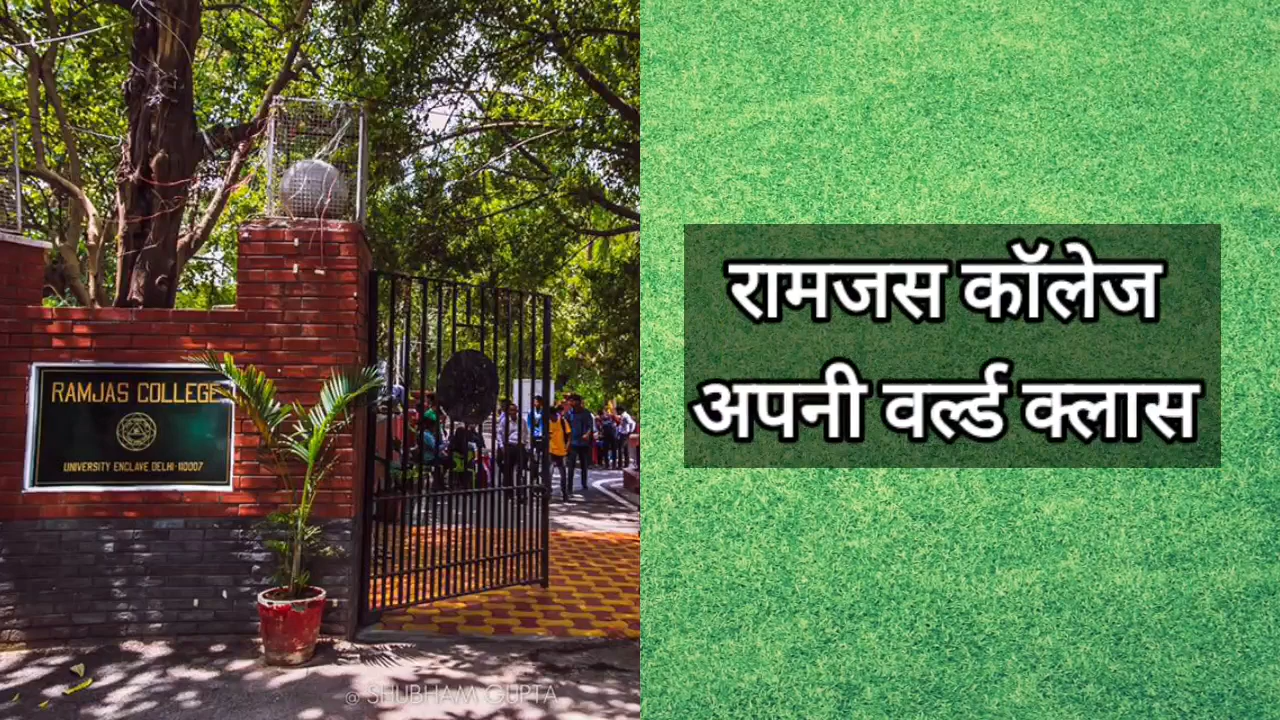 RAMJAS COLLEGE
UNIVERSITY ENCLAVE DELHI-110007
@ SHUBHAM GUPTA
रामजस कॉलेज
अपनी वर्ल्ड क्लास